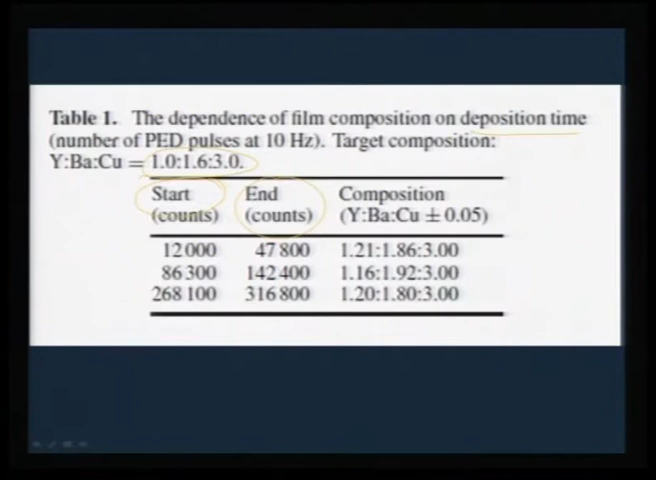 Table 1. The dependence of film composition on deposition time
(number of PED pulses at 10 Hz). Target composition:
Y:Ba:Cu = 1.0:1.6:3.0.
Start End Composition
(counts) (counts) (Y:Ba:Cu ± 0.05)
12 000 47 800 1.21:1.86:3.00
86 300 142 400 1.16:1.92:3.00
268 100 316 800 1.20:1.80:3.00